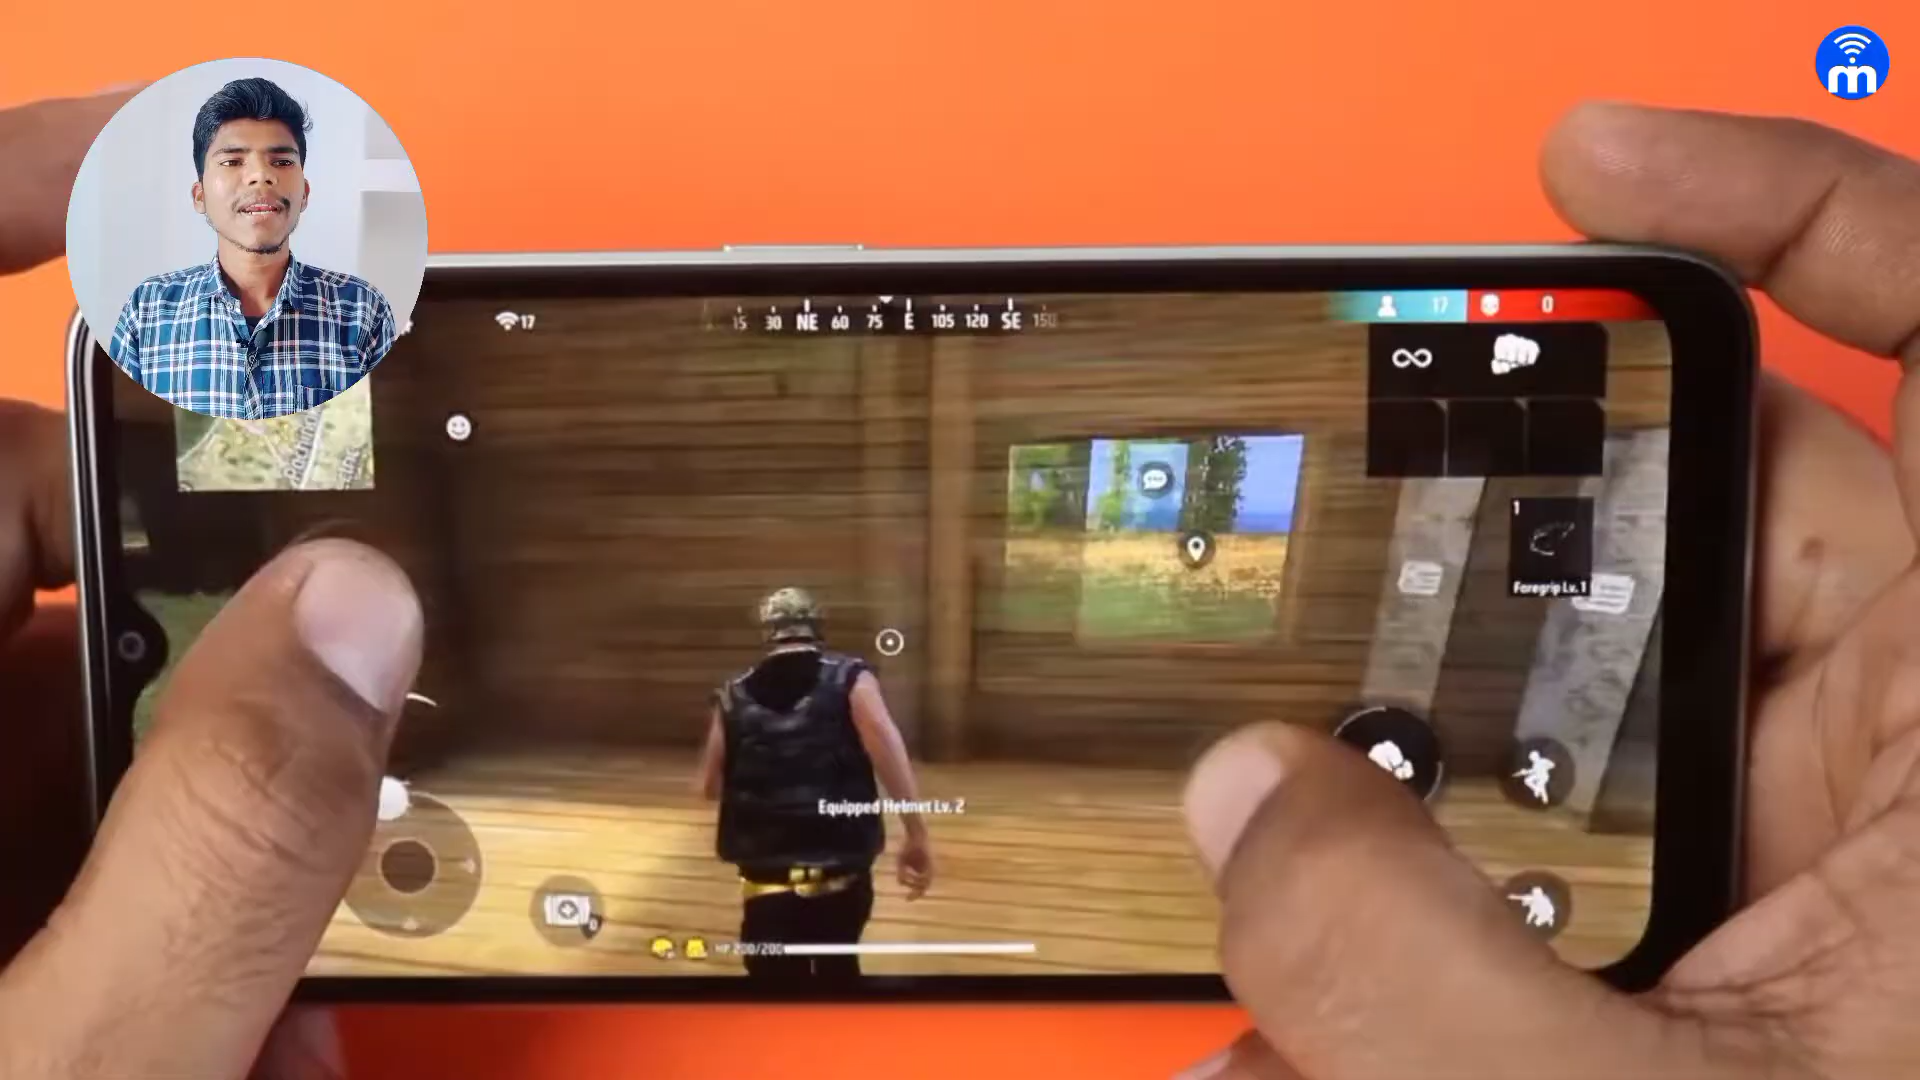 m
17
15 30 NE 60 75 E 105 120 SE 150
17
0
1
Foregrip Lv. 1
Equipped Helmet Lv. 2
0
HP 200/200